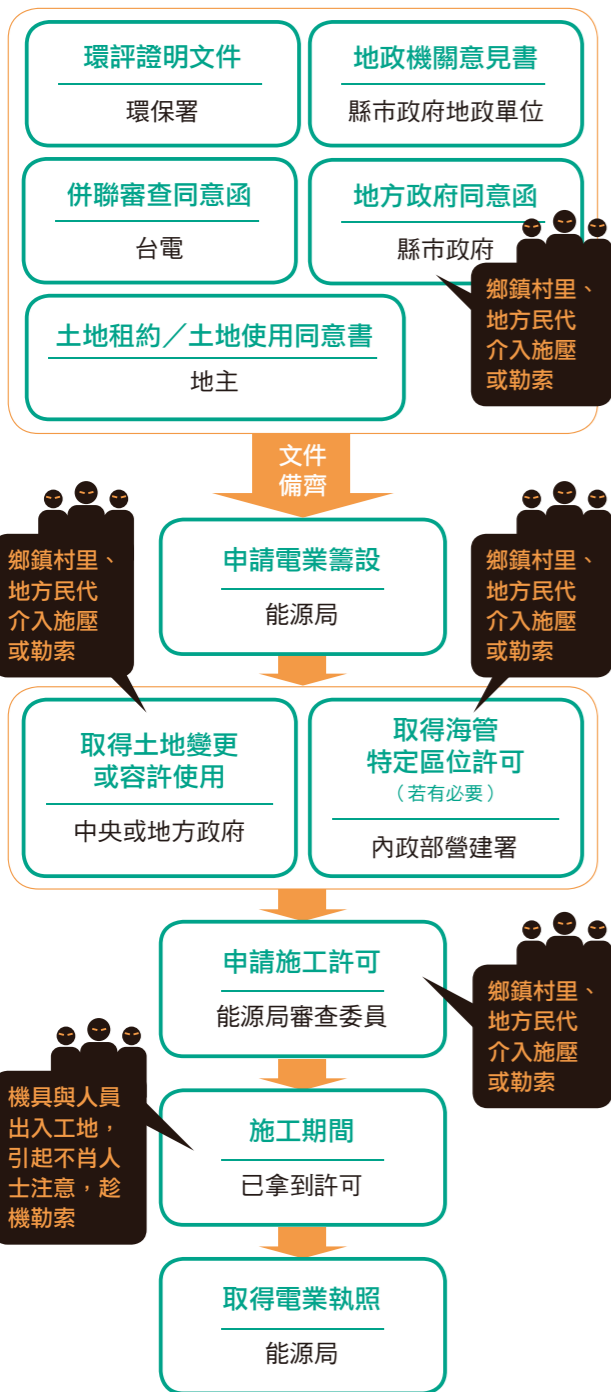 環評證明文件
環保署
地政機關意見書
縣市政府地政單位
併聯審查同意函
台電
地方政府同意函
縣市政府
鄉鎮村里、
地方民代
介入施壓
或勒索
土地租約／土地使用同意書
地主
文件
備齊
申請電業籌設
能源局
鄉鎮村里、
地方民代
介入施壓
或勒索
鄉鎮村里、
地方民代
介入施壓
或勒索
取得土地變更
或容許使用
中央或地方政府
取得海管
特定區位許可
（若有必要）
內政部營建署
申請施工許可
能源局審查委員
鄉鎮村里、
地方民代
介入施壓
或勒索
機具與人員
出入工地，
引起不肖人
士注意，趁
機勒索
施工期間
已拿到許可
取得電業執照
能源局